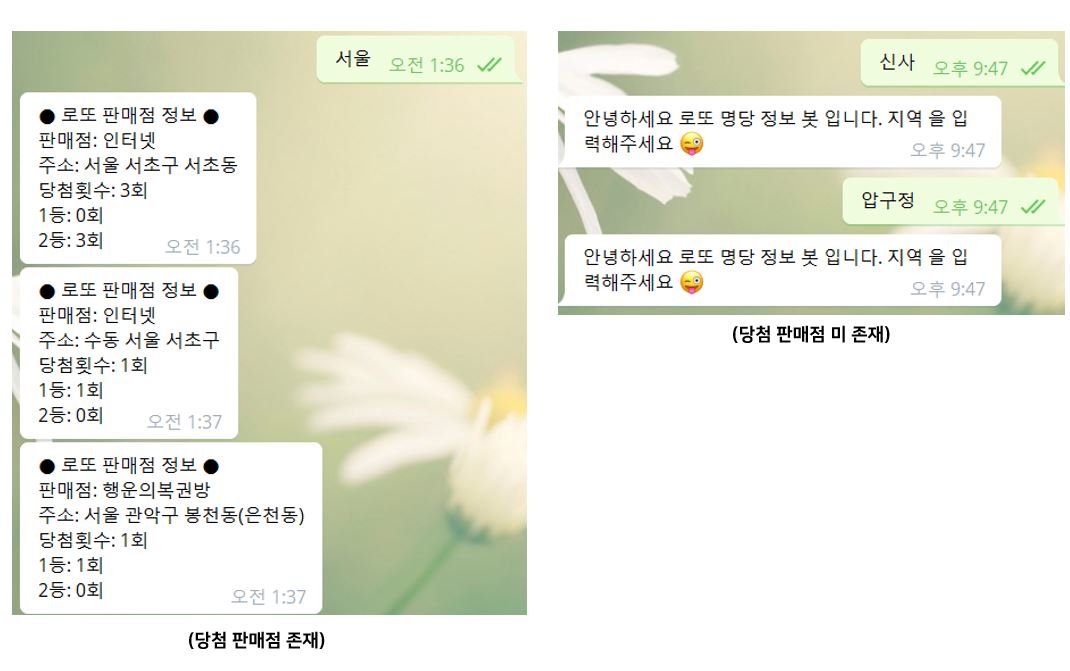 서울 오전 1:36
● 로또 판매점 정보 ●
판매점: 인터넷
주소: 서울 서초구 서초동
당첨횟수: 3회
1등: 0회
2등: 3회 오전 1:36
● 로또 판매점 정보 ●
판매점: 인터넷
주소: 수동 서울 서초구
당첨횟수: 1회
1등: 1회
2등: 0회 오전 1:37
● 로또 판매점 정보 ●
판매점: 행운의복권방
주소: 서울 관악구 봉천동(은천동)
당첨횟수: 1회
1등: 1회
2등: 0회 오전 1:37
(당첨 판매점 존재)
신사 오후 9:47
안녕하세요 로또 명당 정보 봇 입니다. 지역 을 입
력해주세요 😜 오후 9:47
압구정 오후 9:47
안녕하세요 로또 명당 정보 봇 입니다. 지역 을 입
력해주세요 😜 오후 9:47
(당첨 판매점 미 존재)